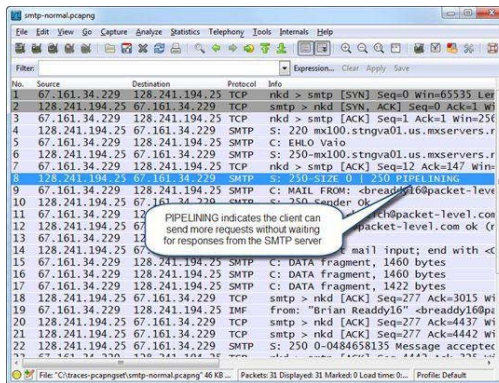 smtp-normal.pcapng
File Edit View Go Capture Analyze Statistics Telephony Tools Internals Help
Filter: Expression... Clear Apply Save
No. Source Destination Protocol Info
1 67.161.34.229 128.241.194.25 TCP nkd > smtp [SYN] Seq=0 Win=65535 Ler
2 128.241.194.25 67.161.34.229 TCP smtp > nkd [SYN, ACK] Seq=0 Ack=1 Wi
3 67.161.34.229 128.241.194.25 TCP nkd > smtp [ACK] Seq=1 Ack=1 Win=256
4 128.241.194.25 67.161.34.229 SMTP S: 220 mx100.stngva01.us.mxservers.r
5 67.161.34.229 128.241.194.25 SMTP C: EHLO Vaio
6 128.241.194.25 67.161.34.229 SMTP S: 250-mx100.stngva01.us.mxservers.r
7 67.161.34.229 128.241.194.25 TCP nkd > smtp [ACK] Seq=12 Ack=147 Win=
8 128.241.194.25 67.161.34.229 SMTP S: 250-SIZE 0 | 250 PIPELINING
9 67.161.34.229 128.241.194.25 SMTP C: MAIL FROM: <breaddy16@packet-leve
10 128.241.194.25 67.161.34.229 SMTP S: 250 Sender Ok
11 ch@packet-level.com
12 128.241 packet-level.com ok (r
13 67.161
14 128.24 t mail input; end with <C
15 67.161.34.229 128.241.194.25 SMTP C: DATA fragment, 1460 bytes
16 67.161.34.229 128.241.194.25 SMTP C: DATA fragment, 1460 bytes
17 67.161.34.229 128.241.194.25 SMTP C: DATA fragment, 1422 bytes
18 128.241.194.25 67.161.34.229 TCP smtp > nkd [ACK] Seq=277 Ack=3015 Wi
19 67.161.34.229 128.241.194.25 IMF from: "Brian Readdy16" <breaddy16@pa
20 128.241.194.25 67.161.34.229 TCP smtp > nkd [ACK] Seq=277 Ack=4437 Wi
21 128.241.194.25 67.161.34.229 TCP smtp > nkd [ACK] Seq=277 Ack=4442 Wi
22 128.241.194.25 67.161.34.229 SMTP S: 250 0-0484658135 Message accepted
PIPELINING indicates the client can
send more requests without waiting
for responses from the SMTP server
File: "C:\traces-pcapngset\smtp-normal.pcapng" 46 KB ... Packets: 31 Displayed: 31 Marked: 0 Load time: 0:... Profile: Default